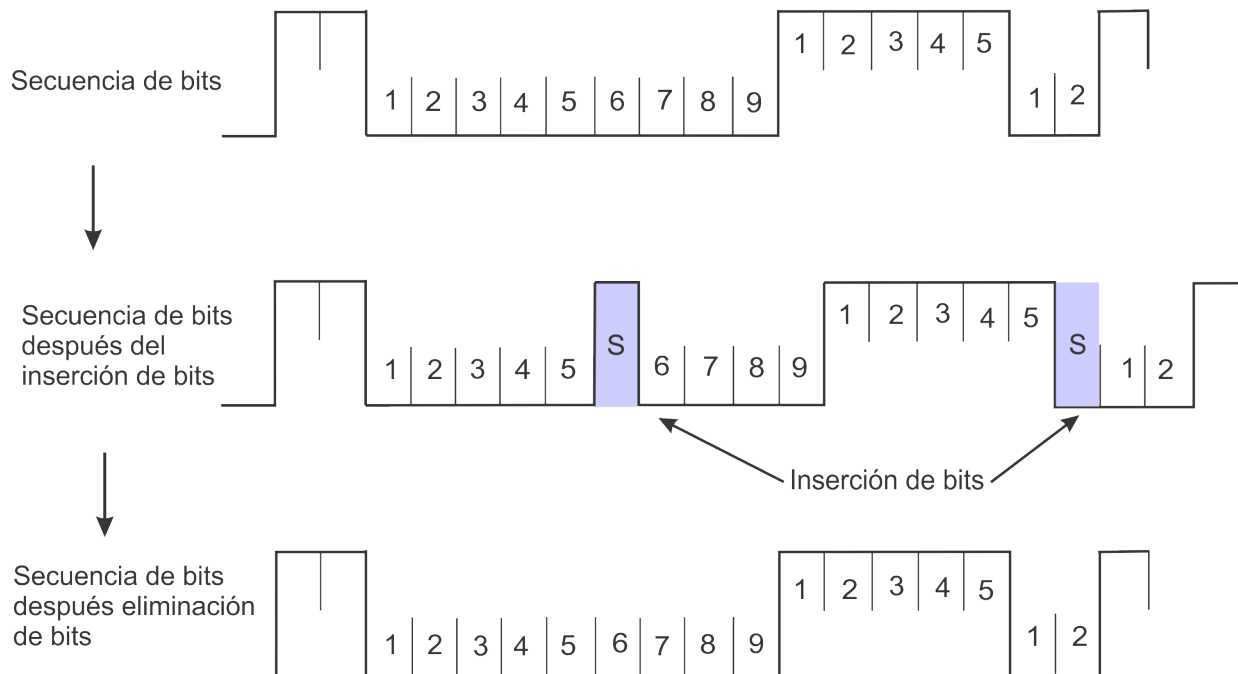 1 2 3 4 5
Secuencia de bits
1 2 3 4 5 6 7 8 9
1 2
Secuencia de bits
después del
inserción de bits
1 2 3 4 5
S
6 7 8 9
1 2 3 4 5
S
1 2
Inserción de bits
Secuencia de bits
después eliminación
de bits
1 2 3 4 5
1 2 3 4 5 6 7 8 9
1 2